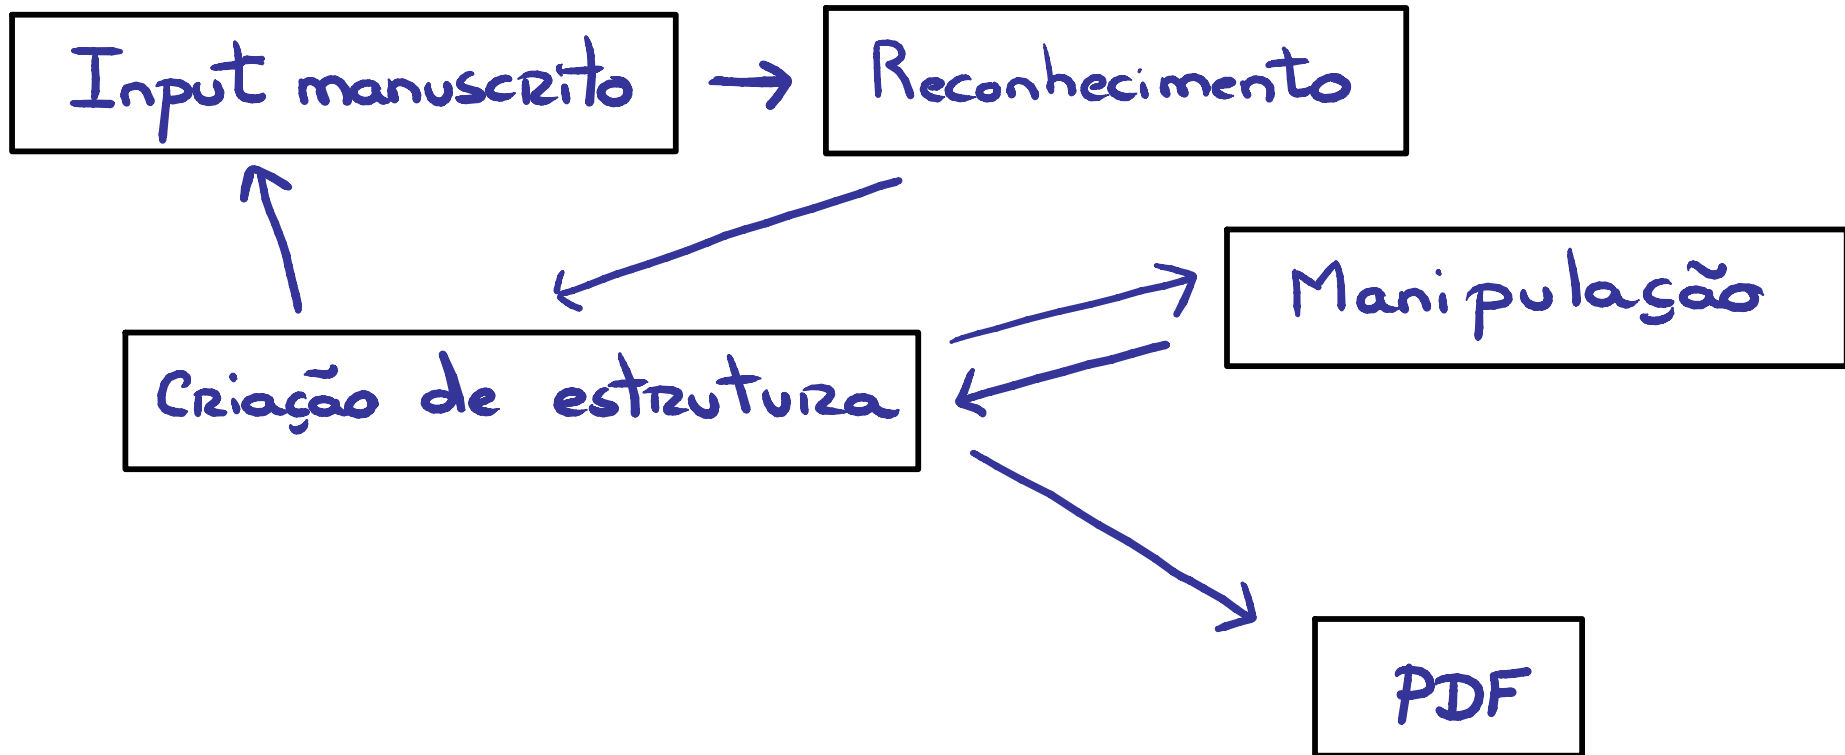 Input manuscrito
Reconhecimento
Manipulação
Criação de estrutura
PDF